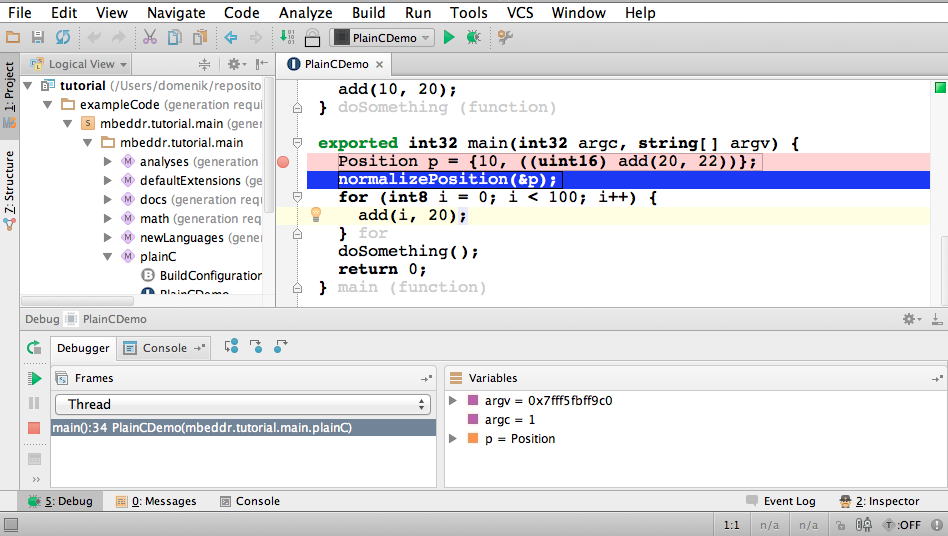 File Edit View Navigate Code Analyze Build Run Tools VCS Window Help
PlainCDemo
1: Project
Z: Structure
Logical View
tutorial (/Users/domenik/reposito
exampleCode (generation requi
mbeddr.tutorial.main (gener
mbeddr.tutorial.main
analyses (generation
defaultExtensions (gene
docs (generation requ
math (generation requ
newLanguages (gene
plainC
BuildConfiguration
PlainCDemo
PlainCDemo
add(10, 20);
} doSomething (function)
exported int32 main(int32 argc, string[] argv) {
Position p = {10, ((uint16) add(20, 22))};
normalizePosition(&p);
for (int8 i = 0; i < 100; i++) {
add(i, 20);
} for
doSomething();
return 0;
} main (function)
Debug PlainCDemo
Debugger Console
Frames
Thread
main():34 PlainCDemo(mbeddr.tutorial.main.plainC)
Variables
argv = 0x7fff5fbff9c0
argc = 1
p = Position
5: Debug 0: Messages Console Event Log 2: Inspector
1:1 n/a n/a T :OFF